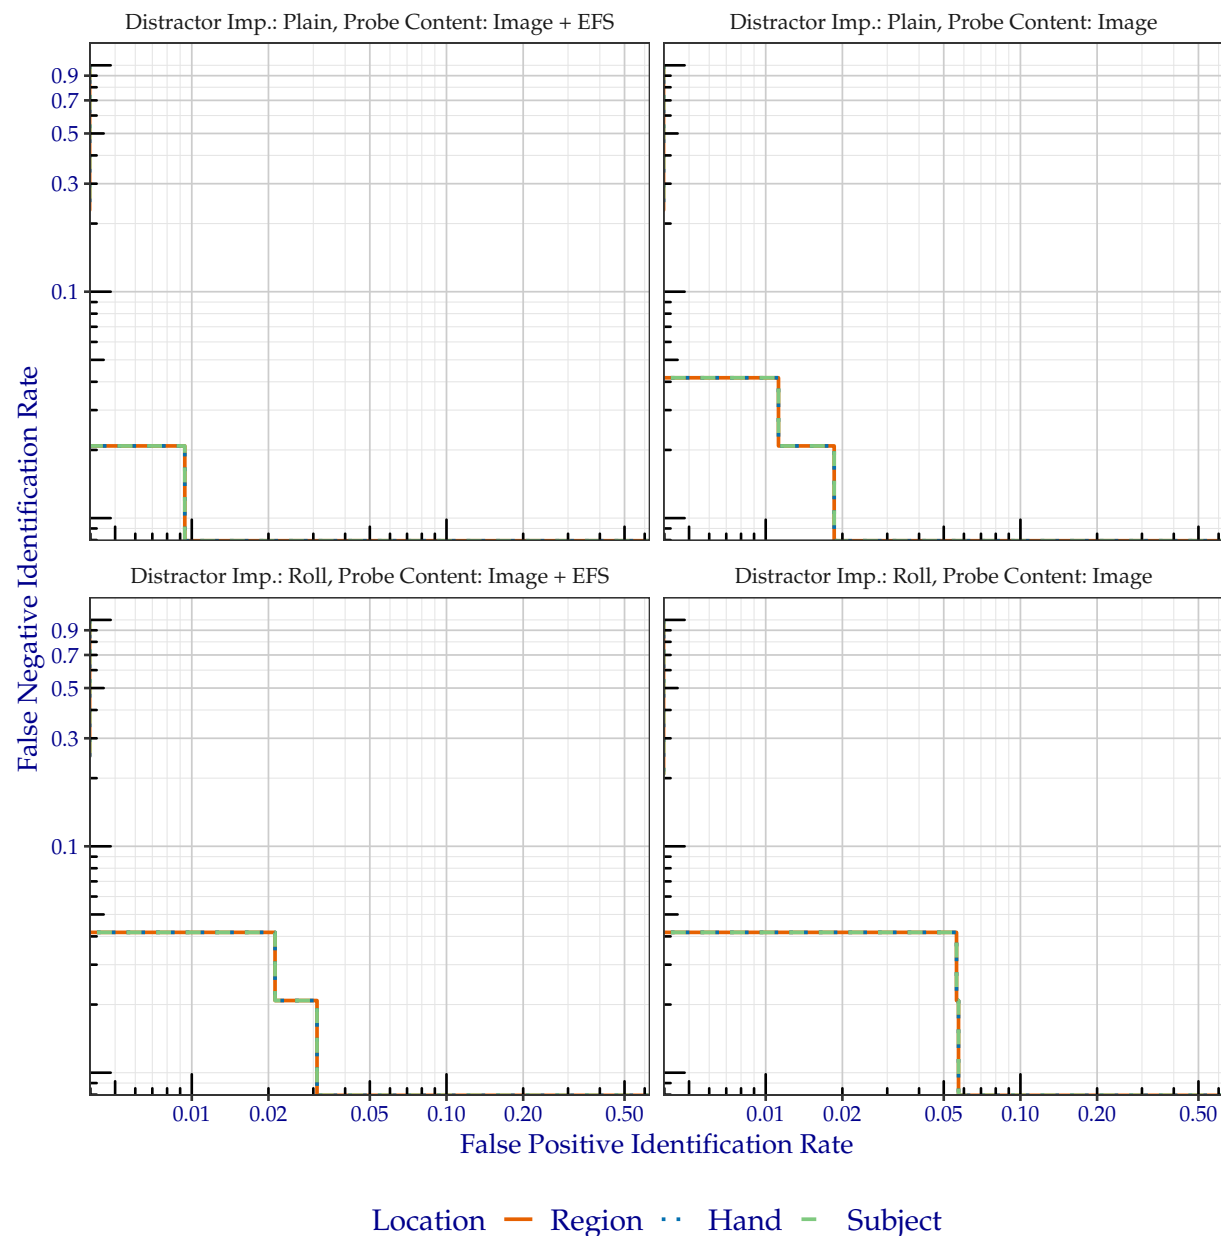 Distractor Imp.: Plain, Probe Content: Image + EFS
Distractor Imp.: Plain, Probe Content: Image
0.9
0.7
0.5
0.3
0.1
False Negative Identification Rate
Distractor Imp.: Roll, Probe Content: Image + EFS
Distractor Imp.: Roll, Probe Content: Image
0.9
0.7
0.5
0.3
0.1
0.01 0.02 0.05 0.10 0.20 0.50
0.01 0.02 0.05 0.10 0.20 0.50
False Positive Identification Rate
Location Region Hand Subject